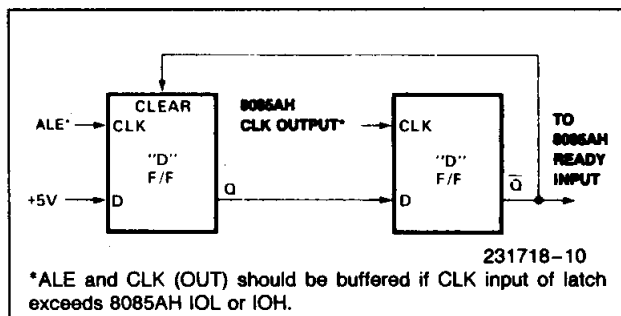 CLEAR
ALE*
CLK
"D"
F/F
+5V
D
Q
8085AH
CLK OUTPUT*
CLK
"D"
F/F
D
Q̅
TO
8085AH
READY
INPUT
231718–10
*ALE and CLK (OUT) should be buffered if CLK input of latch
exceeds 8085AH IOL or IOH.